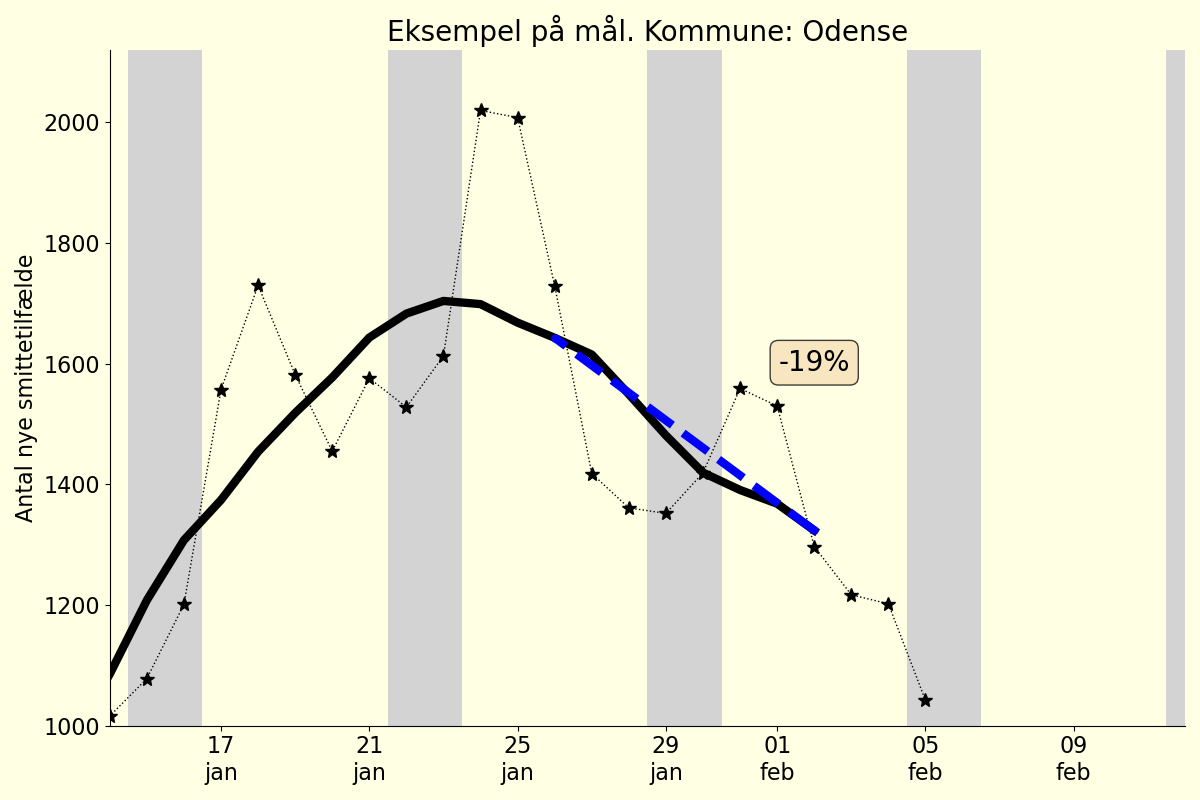 Eksempel på mål. Kommune: Odense
Antal nye smittetilfælde
2000
1800
1600
1400
1200
1000
-19%
17 jan
21 jan
25 jan
29 jan
01 feb
05 feb
09 feb